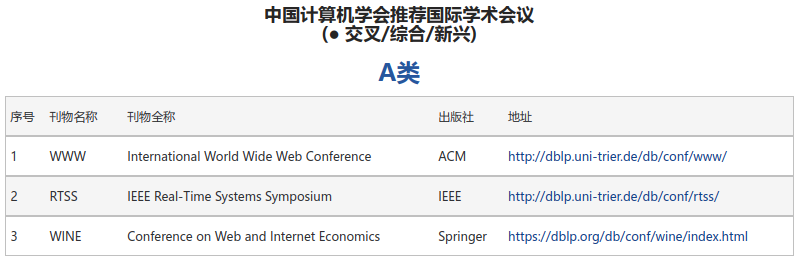 中国计算机学会推荐国际学术会议
(● 交叉/综合/新兴)
A类
序号 刊物名称 刊物全称 出版社 地址
1 WWW International World Wide Web Conference ACM http://dblp.uni-trier.de/db/conf/www/
2 RTSS IEEE Real-Time Systems Symposium IEEE http://dblp.uni-trier.de/db/conf/rtss/
3 WINE Conference on Web and Internet Economics Springer https://dblp.org/db/conf/wine/index.html